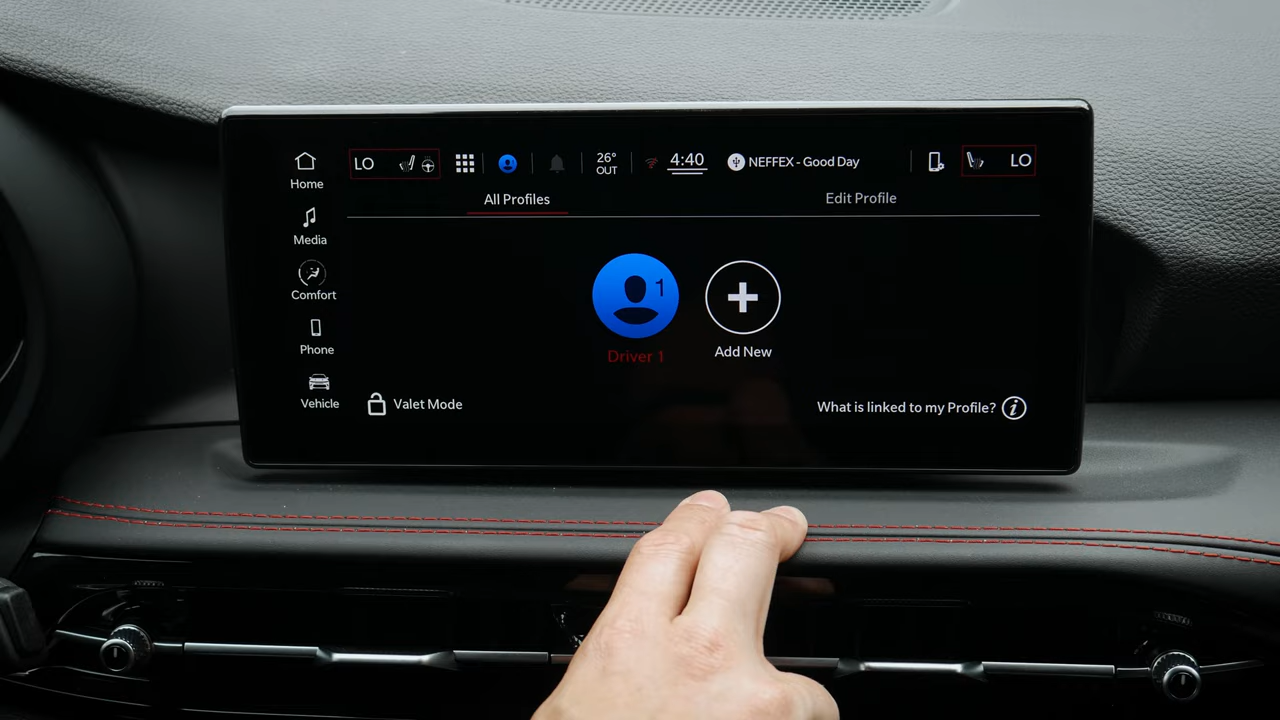 Home
Media
Comfort
Phone
Vehicle
LO
26°
OUT
4:40
NEFFEX - Good Day
LO
All Profiles
Edit Profile
1
Driver 1
Add New
Valet Mode
What is linked to my Profile?